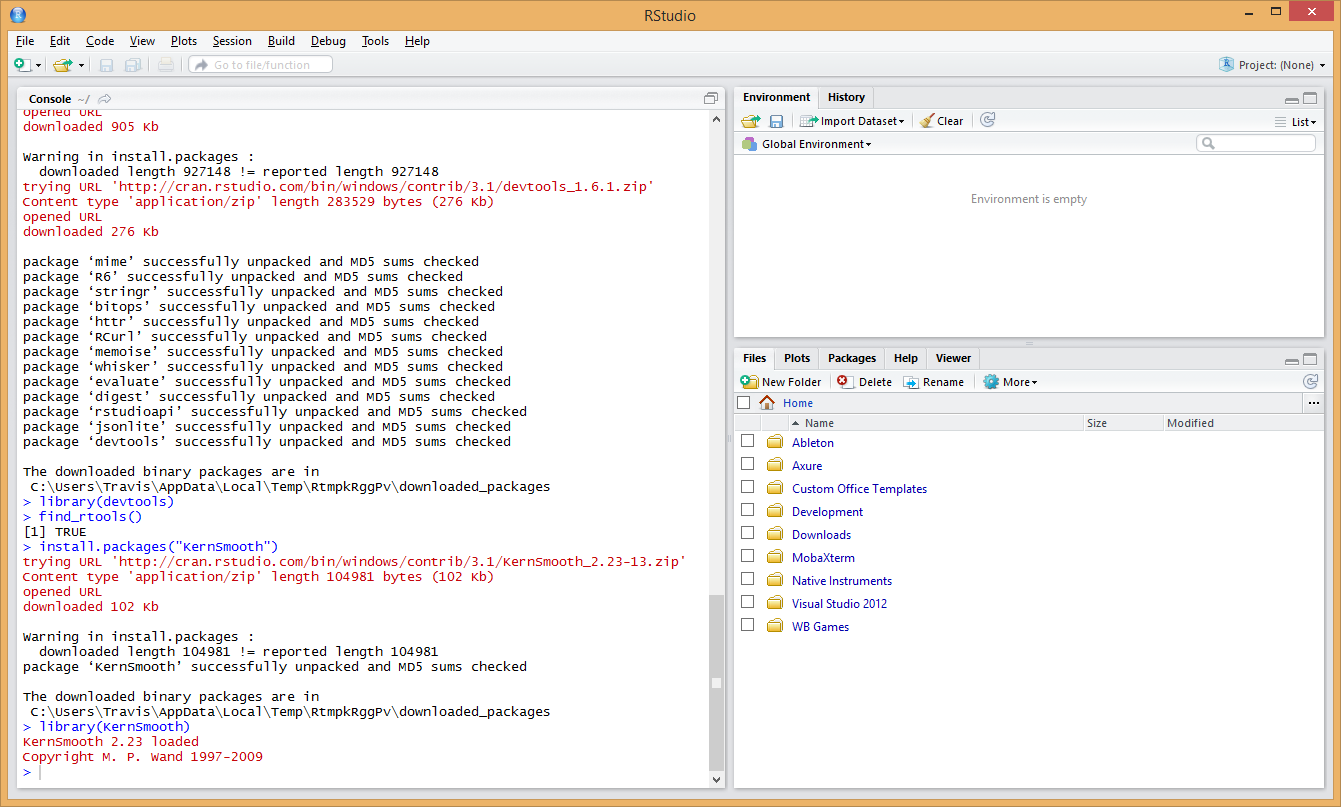 RStudio
File Edit Code View Plots Session Build Debug Tools Help
Go to file/function
Project: (None)
Console ~/
opened URL
downloaded 905 Kb
Warning in install.packages :
downloaded length 927148 != reported length 927148
trying URL 'http://cran.rstudio.com/bin/windows/contrib/3.1/devtools_1.6.1.zip'
Content type 'application/zip' length 283529 bytes (276 Kb)
opened URL
downloaded 276 Kb
package ‘mime’ successfully unpacked and MD5 sums checked
package ‘R6’ successfully unpacked and MD5 sums checked
package ‘stringr’ successfully unpacked and MD5 sums checked
package ‘bitops’ successfully unpacked and MD5 sums checked
package ‘httr’ successfully unpacked and MD5 sums checked
package ‘RCurl’ successfully unpacked and MD5 sums checked
package ‘memoise’ successfully unpacked and MD5 sums checked
package ‘whisker’ successfully unpacked and MD5 sums checked
package ‘evaluate’ successfully unpacked and MD5 sums checked
package ‘digest’ successfully unpacked and MD5 sums checked
package ‘rstudioapi’ successfully unpacked and MD5 sums checked
package ‘jsonlite’ successfully unpacked and MD5 sums checked
package ‘devtools’ successfully unpacked and MD5 sums checked
The downloaded binary packages are in
C:\Users\Travis\AppData\Local\Temp\RtmpkRggPv\downloaded_packages
> library(devtools)
> find_rtools()
[1] TRUE
> install.packages("KernSmooth")
trying URL 'http://cran.rstudio.com/bin/windows/contrib/3.1/KernSmooth_2.23-13.zip'
Content type 'application/zip' length 104981 bytes (102 Kb)
opened URL
downloaded 102 Kb
Warning in install.packages :
downloaded length 104981 != reported length 104981
package ‘KernSmooth’ successfully unpacked and MD5 sums checked
The downloaded binary packages are in
C:\Users\Travis\AppData\Local\Temp\RtmpkRggPv\downloaded_packages
> library(KernSmooth)
KernSmooth 2.23 loaded
Copyright M. P. Wand 1997-2009
>
Environment History
Import Dataset Clear List
Global Environment
Environment is empty
Files Plots Packages Help Viewer
New Folder Delete Rename More
Home ...
Name Size Modified
Ableton
Axure
Custom Office Templates
Development
Downloads
MobaXterm
Native Instruments
Visual Studio 2012
WB Games